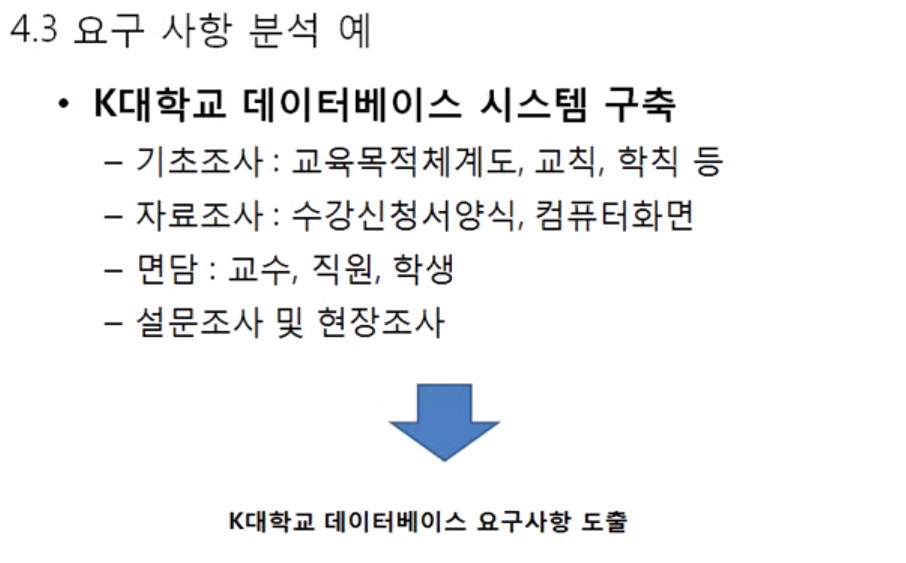 4.3 요구 사항 분석 예
• K대학교 데이터베이스 시스템 구축
– 기초조사 : 교육목적체계도, 교칙, 학칙 등
– 자료조사 : 수강신청서양식, 컴퓨터화면
– 면담 : 교수, 직원, 학생
– 설문조사 및 현장조사
K대학교 데이터베이스 요구사항 도출